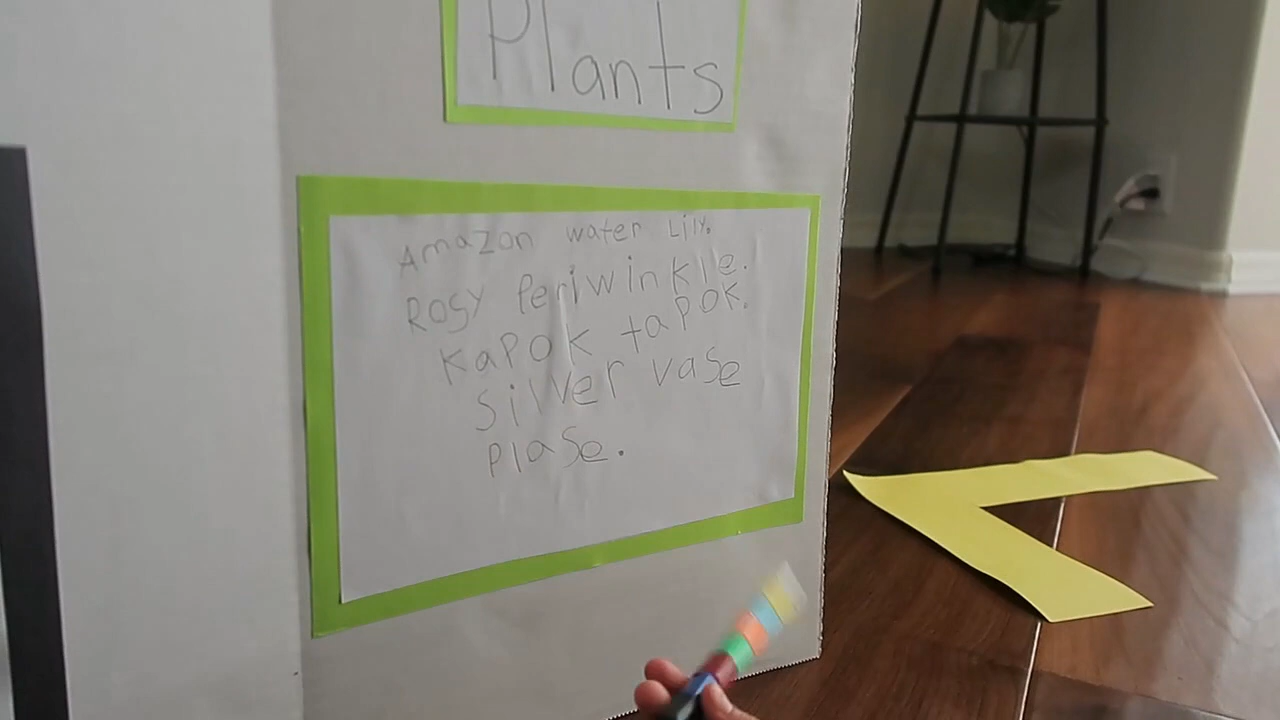 Plants
Amazon water Lily.
Rosy Periwinkle.
Kapok tapok.
Silver vase
plase.